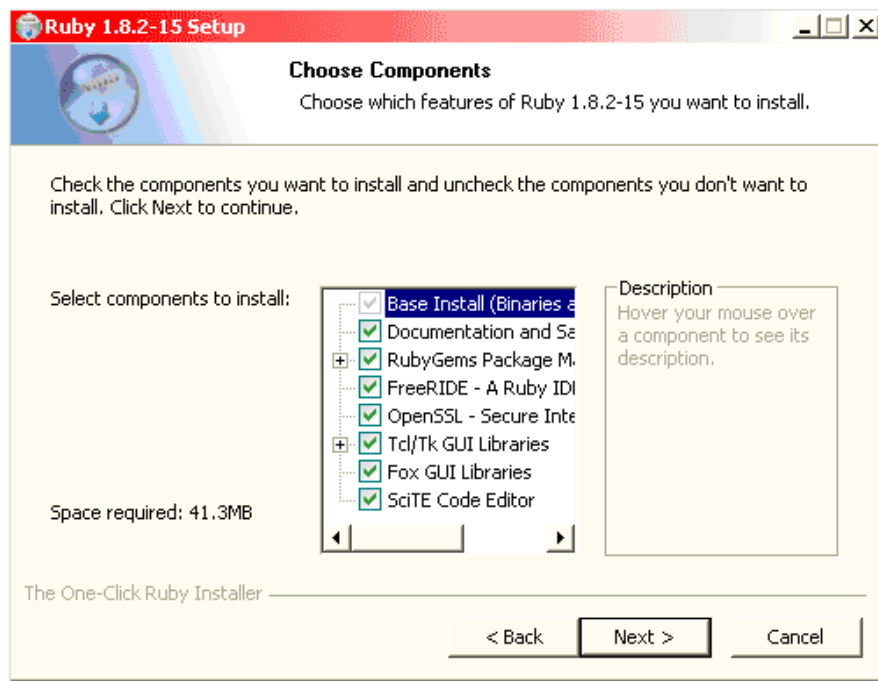 Ruby 1.8.2-15 Setup
Choose Components
Choose which features of Ruby 1.8.2-15 you want to install.
Check the components you want to install and uncheck the components you don't want to
install. Click Next to continue.
Select components to install:
Base Install (Binaries a
Documentation and Sa
RubyGems Package M
FreeRIDE - A Ruby IDE
OpenSSL - Secure Inte
Tcl/Tk GUI Libraries
Fox GUI Libraries
SciTE Code Editor
Description
Hover your mouse over
a component to see its
description.
Space required: 41.3MB
The One-Click Ruby Installer
< Back
Next >
Cancel